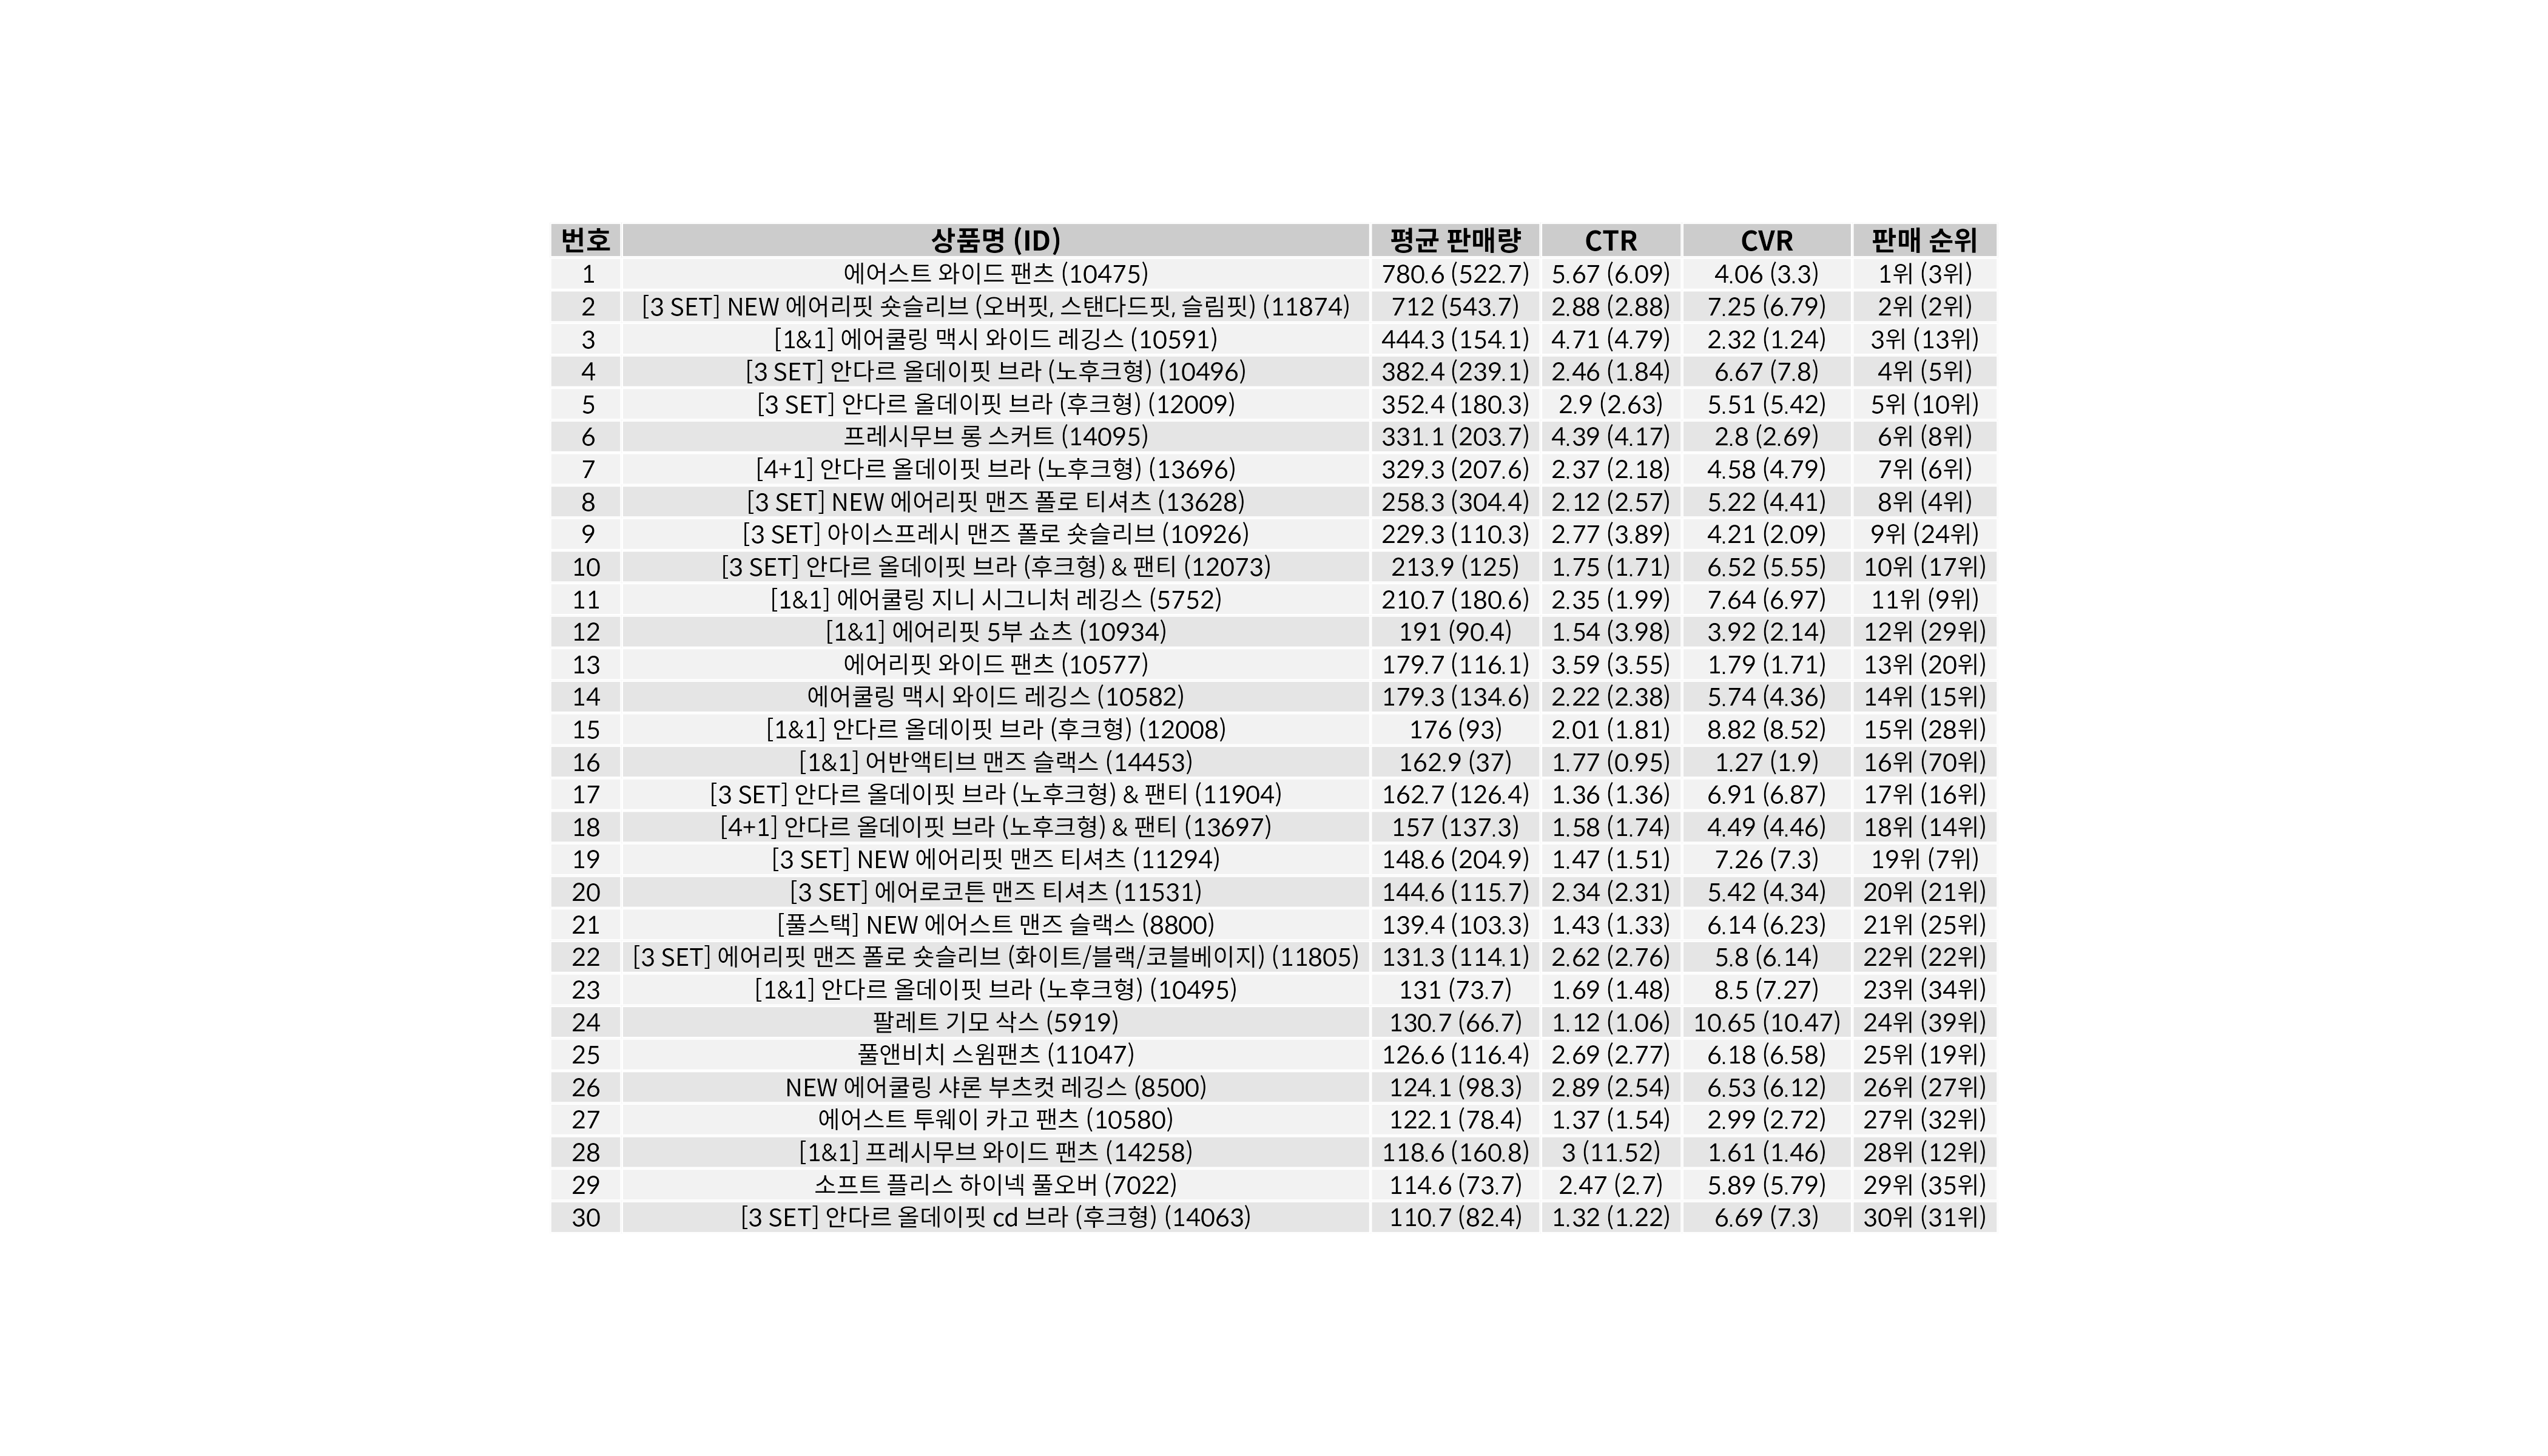 번호 상품명 (ID) 평균 판매량 CTR CVR 판매 순위
1 에어스트 와이드 팬츠 (10475) 780.6 (522.7) 5.67 (6.09) 4.06 (3.3) 1위 (3위)
2 [3 SET] NEW 에어리핏 숏슬리브 (오버핏, 스탠다드핏, 슬림핏) (11874) 712 (543.7) 2.88 (2.88) 7.25 (6.79) 2위 (2위)
3 [1&1] 에어쿨링 맥시 와이드 레깅스 (10591) 444.3 (154.1) 4.71 (4.79) 2.32 (1.24) 3위 (13위)
4 [3 SET] 안다르 올데이핏 브라 (노후크형) (10496) 382.4 (239.1) 2.46 (1.84) 6.67 (7.8) 4위 (5위)
5 [3 SET] 안다르 올데이핏 브라 (후크형) (12009) 352.4 (180.3) 2.9 (2.63) 5.51 (5.42) 5위 (10위)
6 프레시무브 롱 스커트 (14095) 331.1 (203.7) 4.39 (4.17) 2.8 (2.69) 6위 (8위)
7 [4+1] 안다르 올데이핏 브라 (노후크형) (13696) 329.3 (207.6) 2.37 (2.18) 4.58 (4.79) 7위 (6위)
8 [3 SET] NEW 에어리핏 맨즈 폴로 티셔츠 (13628) 258.3 (304.4) 2.12 (2.57) 5.22 (4.41) 8위 (4위)
9 [3 SET] 아이스프레시 맨즈 폴로 숏슬리브 (10926) 229.3 (110.3) 2.77 (3.89) 4.21 (2.09) 9위 (24위)
10 [3 SET] 안다르 올데이핏 브라 (후크형) & 팬티 (12073) 213.9 (125) 1.75 (1.71) 6.52 (5.55) 10위 (17위)
11 [1&1] 에어쿨링 지니 시그니처 레깅스 (5752) 210.7 (180.6) 2.35 (1.99) 7.64 (6.97) 11위 (9위)
12 [1&1] 에어리핏 5부 쇼츠 (10934) 191 (90.4) 1.54 (3.98) 3.92 (2.14) 12위 (29위)
13 에어리핏 와이드 팬츠 (10577) 179.7 (116.1) 3.59 (3.55) 1.79 (1.71) 13위 (20위)
14 에어쿨링 맥시 와이드 레깅스 (10582) 179.3 (134.6) 2.22 (2.38) 5.74 (4.36) 14위 (15위)
15 [1&1] 안다르 올데이핏 브라 (후크형) (12008) 176 (93) 2.01 (1.81) 8.82 (8.52) 15위 (28위)
16 [1&1] 어반액티브 맨즈 슬랙스 (14453) 162.9 (37) 1.77 (0.95) 1.27 (1.9) 16위 (70위)
17 [3 SET] 안다르 올데이핏 브라 (노후크형) & 팬티 (11904) 162.7 (126.4) 1.36 (1.36) 6.91 (6.87) 17위 (16위)
18 [4+1] 안다르 올데이핏 브라 (노후크형) & 팬티 (13697) 157 (137.3) 1.58 (1.74) 4.49 (4.46) 18위 (14위)
19 [3 SET] NEW 에어리핏 맨즈 티셔츠 (11294) 148.6 (204.9) 1.47 (1.51) 7.26 (7.3) 19위 (7위)
20 [3 SET] 에어로코튼 맨즈 티셔츠 (11531) 144.6 (115.7) 2.34 (2.31) 5.42 (4.34) 20위 (21위)
21 [풀스택] NEW 에어스트 맨즈 슬랙스 (8800) 139.4 (103.3) 1.43 (1.33) 6.14 (6.23) 21위 (25위)
22 [3 SET] 에어리핏 맨즈 폴로 숏슬리브 (화이트/블랙/코블베이지) (11805) 131.3 (114.1) 2.62 (2.76) 5.8 (6.14) 22위 (22위)
23 [1&1] 안다르 올데이핏 브라 (노후크형) (10495) 131 (73.7) 1.69 (1.48) 8.5 (7.27) 23위 (34위)
24 팔레트 기모 삭스 (5919) 130.7 (66.7) 1.12 (1.06) 10.65 (10.47) 24위 (39위)
25 풀앤비치 스윔팬츠 (11047) 126.6 (116.4) 2.69 (2.77) 6.18 (6.58) 25위 (19위)
26 NEW 에어쿨링 샤론 부츠컷 레깅스 (8500) 124.1 (98.3) 2.89 (2.54) 6.53 (6.12) 26위 (27위)
27 에어스트 투웨이 카고 팬츠 (10580) 122.1 (78.4) 1.37 (1.54) 2.99 (2.72) 27위 (32위)
28 [1&1] 프레시무브 와이드 팬츠 (14258) 118.6 (160.8) 3 (11.52) 1.61 (1.46) 28위 (12위)
29 소프트 플리스 하이넥 풀오버 (7022) 114.6 (73.7) 2.47 (2.7) 5.89 (5.79) 29위 (35위)
30 [3 SET] 안다르 올데이핏 cd 브라 (후크형) (14063) 110.7 (82.4) 1.32 (1.22) 6.69 (7.3) 30위 (31위)